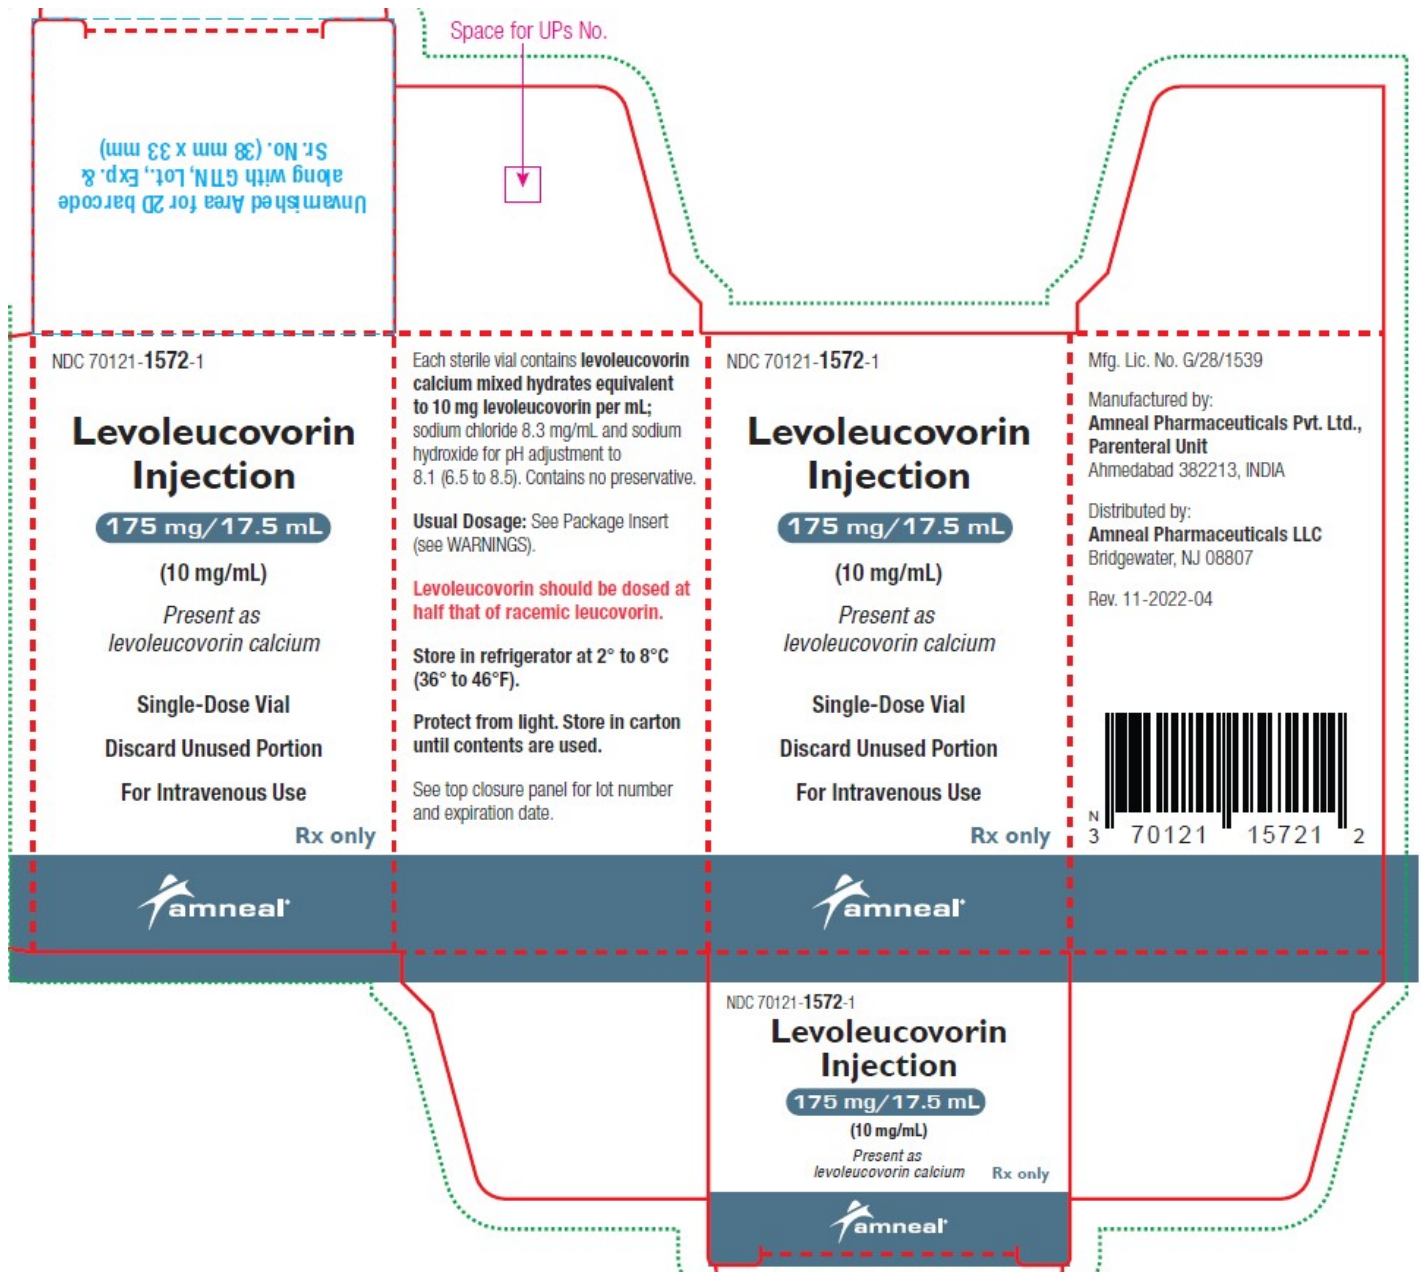 Space for UPs No.
Unvarnished Area for 2D barcode
along with GTIN, Lot., Exp. &
Sr. No. (38 mm x 33 mm)
NDC 70121-1572-1
Levoleucovorin
Injection
175 mg/17.5 mL
(10 mg/mL)
Present as
levoleucovorin calcium
Single-Dose Vial
Discard Unused Portion
For Intravenous Use
Rx only
amneal
Each sterile vial contains levoleucovorin
calcium mixed hydrates equivalent
to 10 mg levoleucovorin per mL;
sodium chloride 8.3 mg/mL and sodium
hydroxide for pH adjustment to
8.1 (6.5 to 8.5). Contains no preservative.
Usual Dosage: See Package Insert
(see WARNINGS).
Levoleucovorin should be dosed at
half that of racemic leucovorin.
Store in refrigerator at 2° to 8°C
(36° to 46°F).
Protect from light. Store in carton
until contents are used.
See top closure panel for lot number
and expiration date.
NDC 70121-1572-1
Levoleucovorin
Injection
175 mg/17.5 mL
(10 mg/mL)
Present as
levoleucovorin calcium
Single-Dose Vial
Discard Unused Portion
For Intravenous Use
Rx only
amneal
Mfg. Lic. No. G/28/1539
Manufactured by:
Amneal Pharmaceuticals Pvt. Ltd.,
Parenteral Unit
Ahmedabad 382213, INDIA
Distributed by:
Amneal Pharmaceuticals LLC
Bridgewater, NJ 08807
Rev. 11-2022-04
N
3 70121 15721 2
NDC 70121-1572-1
Levoleucovorin
Injection
175 mg/17.5 mL
(10 mg/mL)
Present as
levoleucovorin calcium
Rx only
amneal